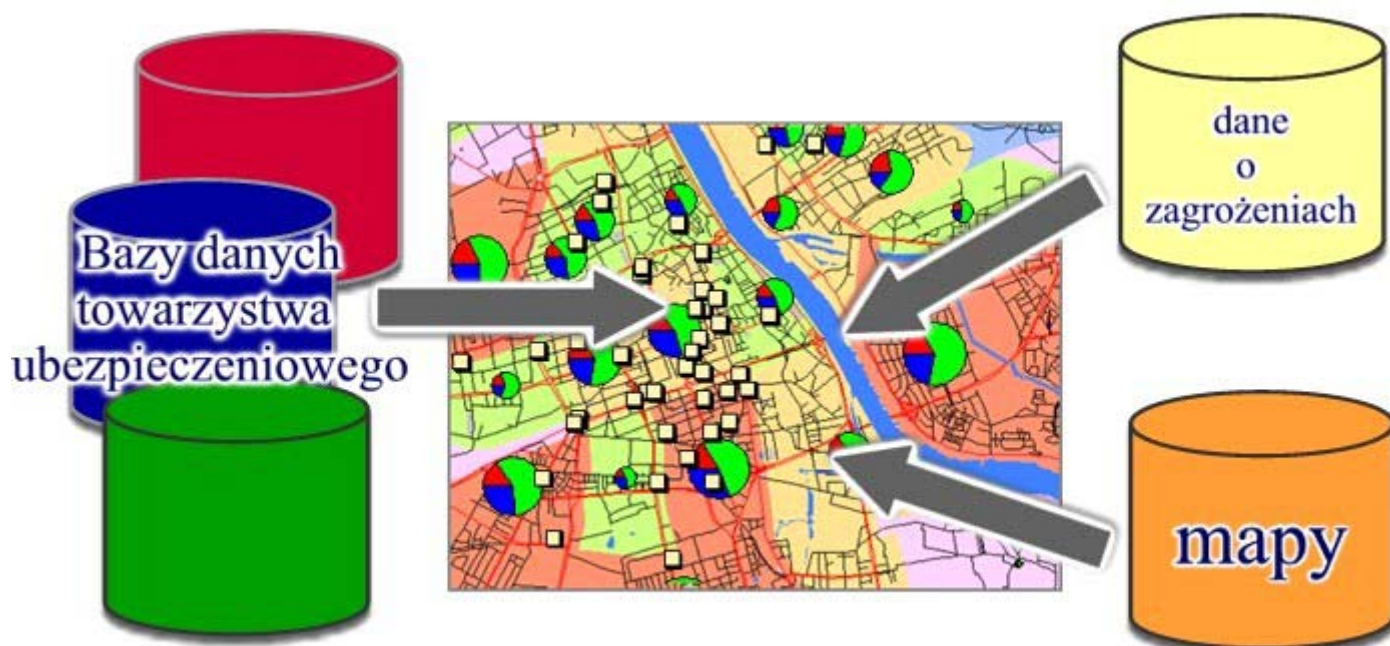 Bazy danych
towarzystwa
ubezpieczeniowego
dane
o
zagrożeniach
mapy